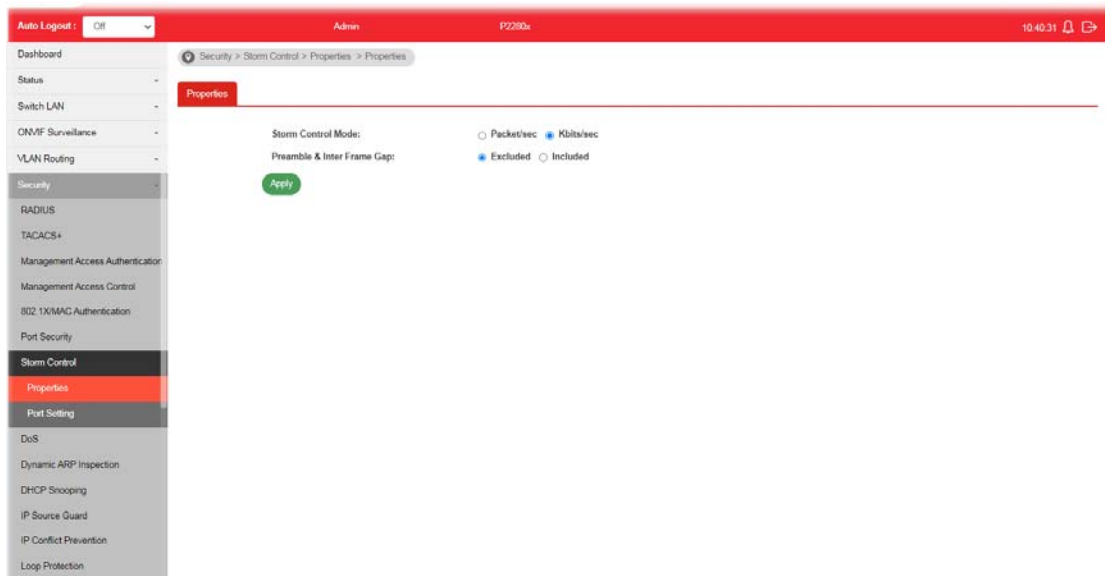 Auto Logout : Off Admin P2280x 10:40:31
Dashboard
Status
Switch LAN
ONVIF Surveillance
VLAN Routing
Security
RADIUS
TACACS+
Management Access Authentication
Management Access Control
802.1X/MAC Authentication
Port Security
Storm Control
Properties
Port Setting
DoS
Dynamic ARP Inspection
DHCP Snooping
IP Source Guard
IP Conflict Prevention
Loop Protection
Security > Storm Control > Properties > Properties
Properties
Storm Control Mode: Packet/sec Kbits/sec
Preamble & Inter Frame Gap: Excluded Included
Apply